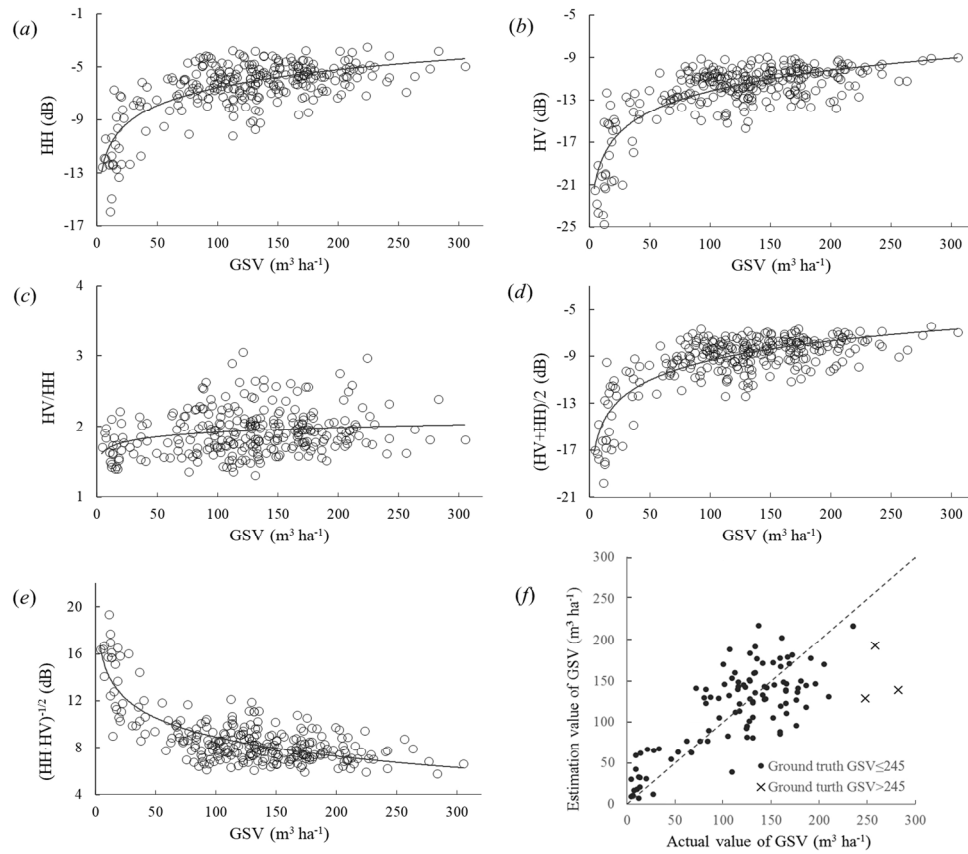 (a)
(b)
-1
-5
-9
-13
-17
HH (dB)
0 50 100 150 200 250 300
GSV (m³ ha⁻¹)
-5
-9
-13
-17
-21
-25
HV (dB)
0 50 100 150 200 250 300
GSV (m³ ha⁻¹)
(c)
4
3
2
1
HV/HH
0 50 100 150 200 250 300
GSV (m³ ha⁻¹)
(d)
-5
-9
-13
-17
-21
(HV+HH)/2 (dB)
0 50 100 150 200 250 300
GSV (m³ ha⁻¹)
(e)
20
16
12
8
4
(HH·HV)⁻¹/² (dB)
0 50 100 150 200 250 300
GSV (m³ ha⁻¹)
(f)
300
250
200
150
100
50
0
Estimation value of GSV (m³ ha⁻¹)
Ground truth GSV≤245
Ground turth GSV>245
0 50 100 150 200 250 300
Actual value of GSV (m³ ha⁻¹)